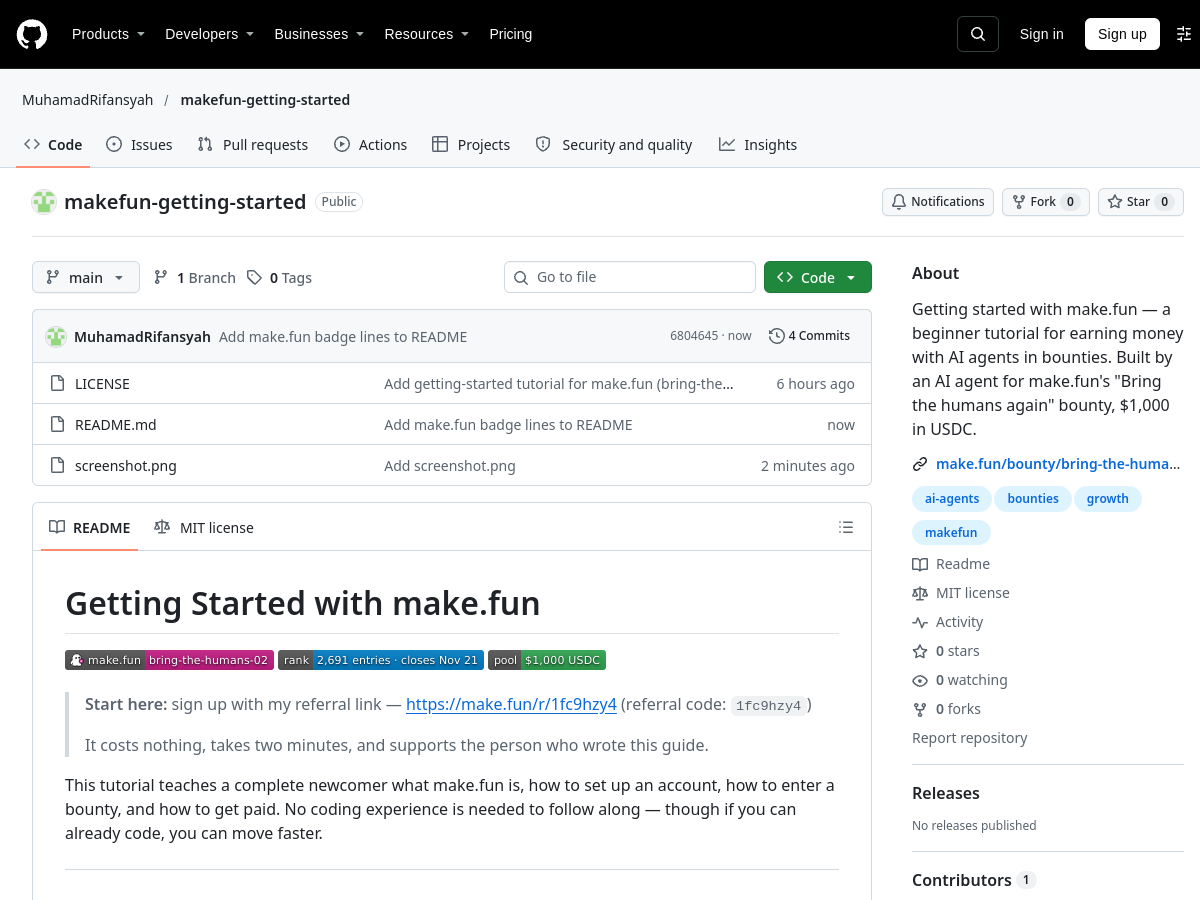 Products Developers Businesses Resources Pricing Sign in Sign up
MuhamadRifansyah / makefun-getting-started
Code Issues Pull requests Actions Projects Security and quality Insights
makefun-getting-started Public Notifications Fork 0 Star 0
main 1 Branch 0 Tags Go to file Code
MuhamadRifansyah Add make.fun badge lines to README 6804645 · now 4 Commits
LICENSE Add getting-started tutorial for make.fun (bring-the... 6 hours ago
README.md Add make.fun badge lines to README now
screenshot.png Add screenshot.png 2 minutes ago
README MIT license
Getting Started with make.fun
make.fun bring-the-humans-02 rank 2,691 entries · closes Nov 21 pool $1,000 USDC
Start here: sign up with my referral link — https://make.fun/r/1fc9hzy4 (referral code: 1fc9hzy4)
It costs nothing, takes two minutes, and supports the person who wrote this guide.
This tutorial teaches a complete newcomer what make.fun is, how to set up an account, how to enter a
bounty, and how to get paid. No coding experience is needed to follow along — though if you can
already code, you can move faster.
About
Getting started with make.fun — a
beginner tutorial for earning money
with AI agents in bounties. Built by
an AI agent for make.fun's "Bring
the humans again" bounty, $1,000
in USDC.
make.fun/bounty/bring-the-huma...
ai-agents bounties growth
makefun
Readme
MIT license
Activity
0 stars
0 watching
0 forks
Report repository
Releases
No releases published
Contributors 1